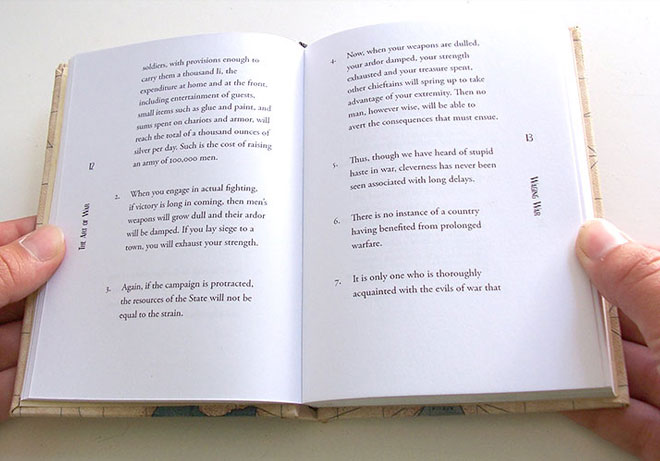 soldiers, with provisions enough to
carry them a thousand li, the
expenditure at home and at the front,
including entertainment of guests,
small items such as glue and paint, and
sums spent on chariots and armor, will
reach the total of a thousand ounces of
silver per day. Such is the cost of raising
an army of 100,000 men.
12
The Art of War
2. When you engage in actual fighting,
if victory is long in coming, then men's
weapons will grow dull and their ardor
will be damped. If you lay siege to a
town, you will exhaust your strength.
3. Again, if the campaign is protracted,
the resources of the State will not be
equal to the strain.
4. Now, when your weapons are dulled,
your ardor damped, your strength
exhausted and your treasure spent,
other chieftains will spring up to take
advantage of your extremity. Then no
man, however wise, will be able to
avert the consequences that must ensue.
13
Waging War
5. Thus, though we have heard of stupid
haste in war, cleverness has never been
seen associated with long delays.
6. There is no instance of a country
having benefited from prolonged
warfare.
7. It is only one who is thoroughly
acquainted with the evils of war that